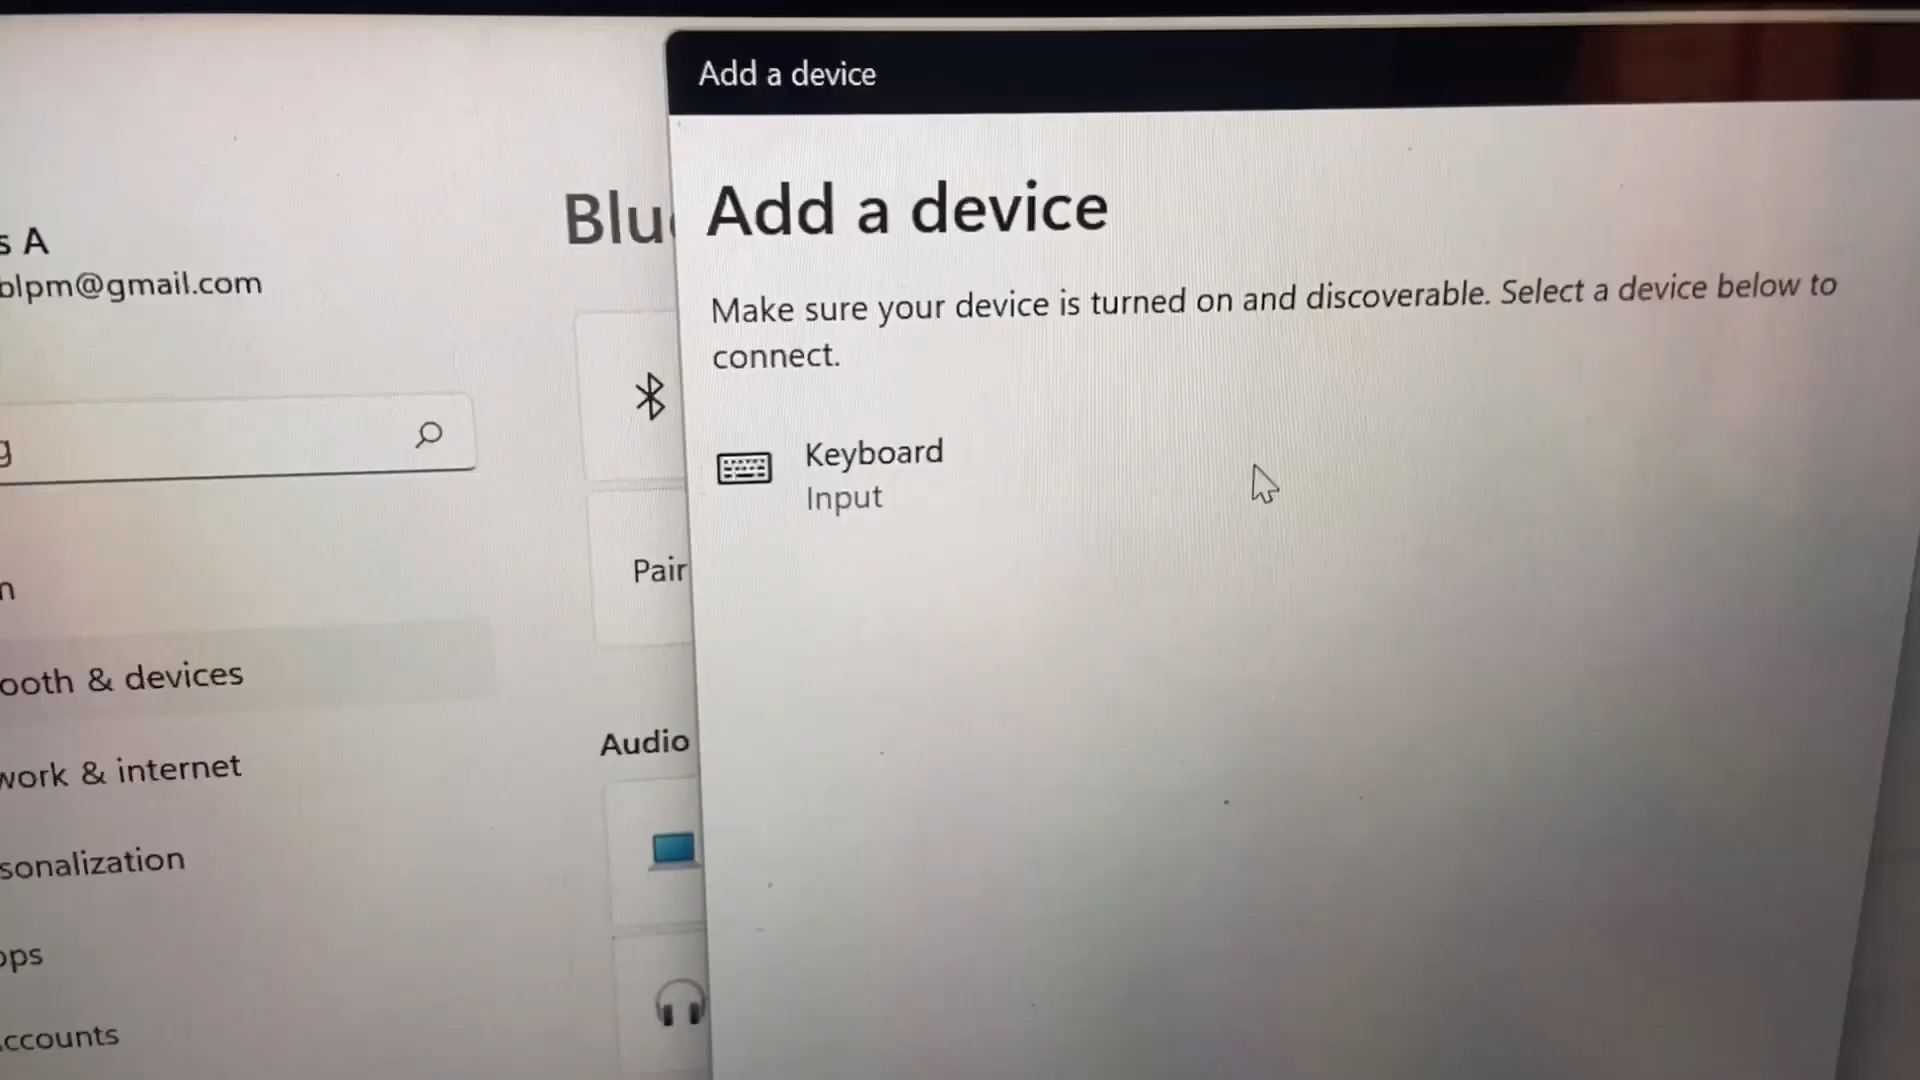 Add a device
Add a device
Make sure your device is turned on and discoverable. Select a device below to
connect.
Keyboard
Input
Blu
Pair
Audio
s A
blpm@gmail.com
g
n
ooth & devices
work & internet
sonalization
ops
ccounts